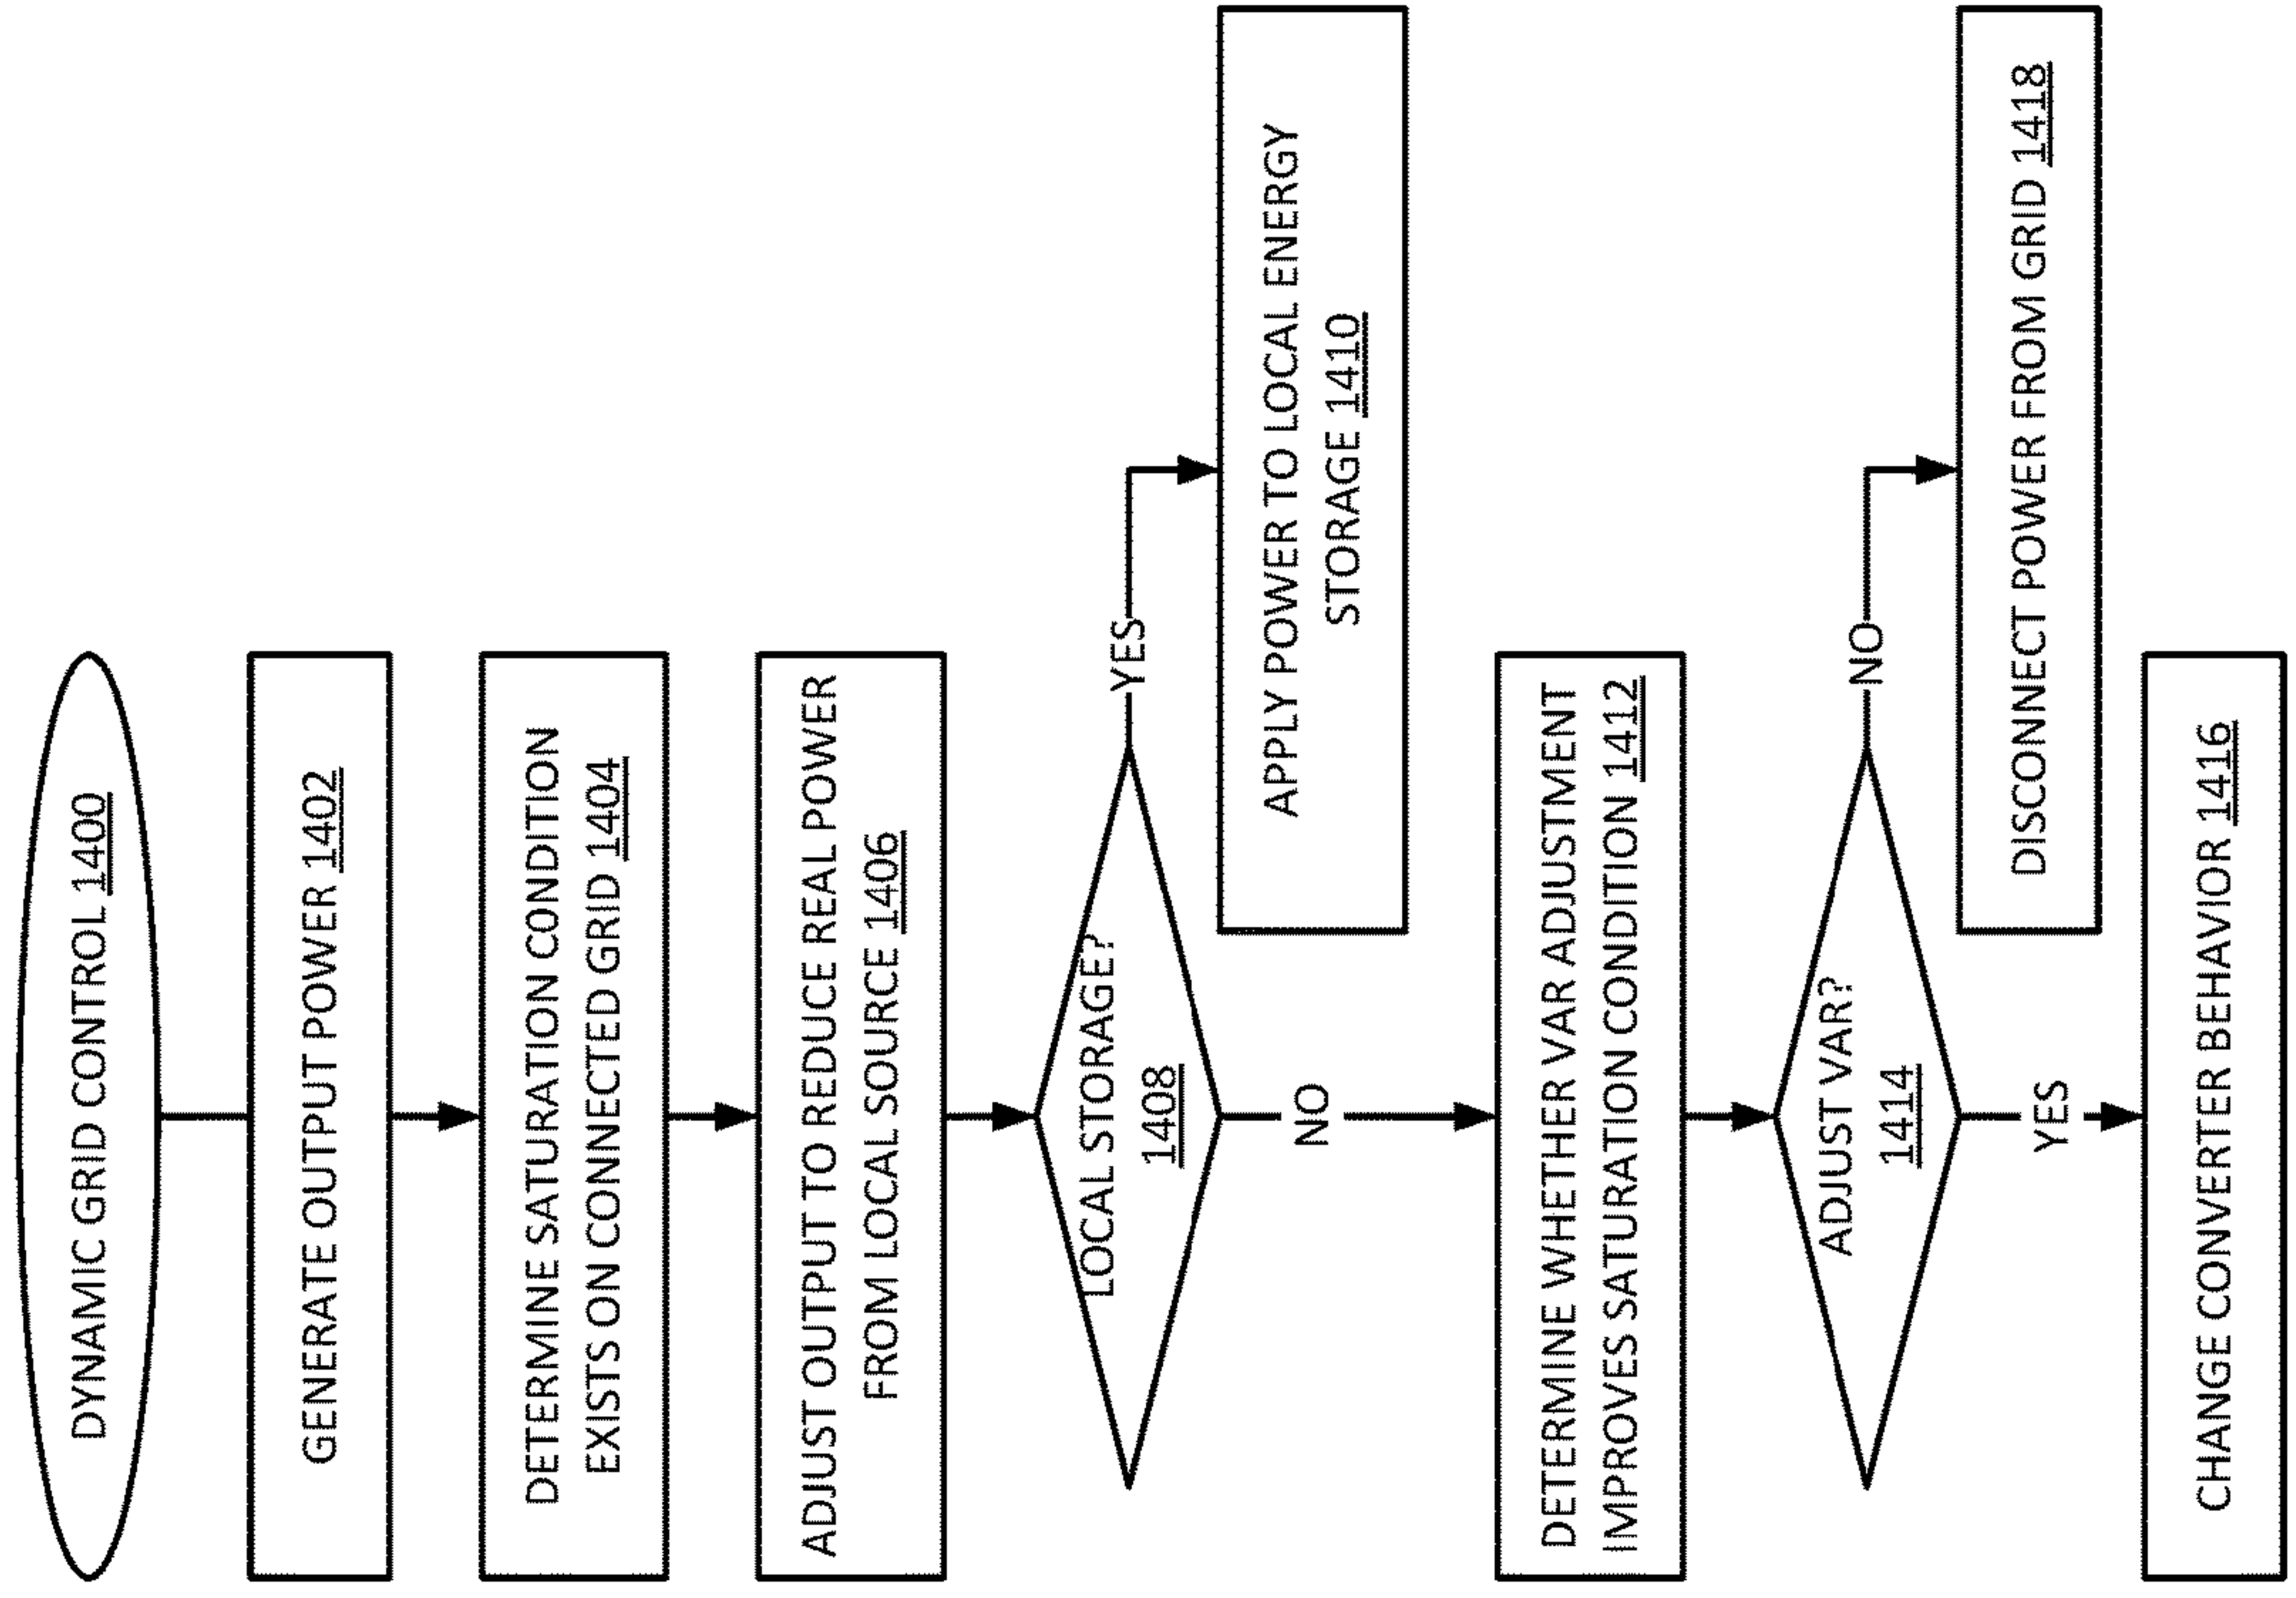 DYNAMIC GRID CONTROL 1400
GENERATE OUTPUT POWER 1402
DETERMINE SATURATION CONDITION
EXISTS ON CONNECTED GRID 1404
ADJUST OUTPUT TO REDUCE REAL POWER
FROM LOCAL SOURCE 1406
LOCAL STORAGE?
1408
YES
APPLY POWER TO LOCAL ENERGY
STORAGE 1410
NO
DETERMINE WHETHER VAR ADJUSTMENT
IMPROVES SATURATION CONDITION 1412
ADJUST VAR?
1414
NO
DISCONNECT POWER FROM GRID 1418
YES
CHANGE CONVERTER BEHAVIOR 1416